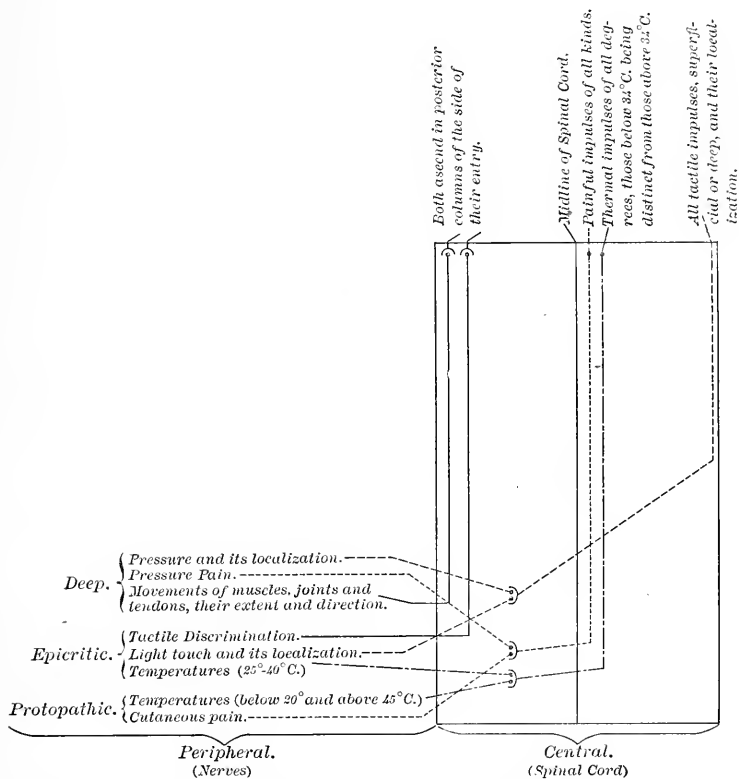 Both ascend in posterior
columns of the side of
their entry.
Midline of Spinal Cord.
Painful impulses of all kinds.
Thermal impulses of all deg-
rees, those below 34°C. being
distinct from those above 34°C.
All tactile impulses, superfi-
cial or deep, and their local-
ization.
Deep.
Pressure and its localization.
Pressure Pain.
Movements of muscles, joints and
tendons, their extent and direction.
Epicritic.
Tactile Discrimination.
Light touch and its localization.
Temperatures (25°-40°C.)
Protopathic.
Temperatures (below 20° and above 45°C.)
Cutaneous pain.
Peripheral.
(Nerves)
Central.
(Spinal Cord)